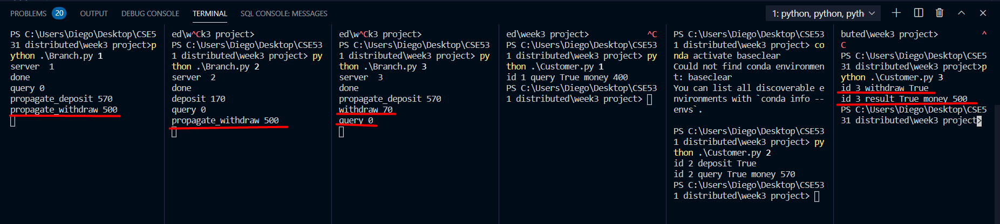 PROBLEMS 20 OUTPUT DEBUG CONSOLE TERMINAL SQL CONSOLE: MESSAGES 1: python, python, pyth
PS C:\Users\Diego\Desktop\CSE5
31 distributed\week3 project>p
ython .\Branch.py 1
server  1
done
query 0
propagate_deposit 570
propagate_withdraw 500
ed\w^Ck3 project>
PS C:\Users\Diego\Desktop\CSE53
1 distributed\week3 project> py
thon .\Branch.py 2
server  2
done
deposit 170
query 0
propagate_withdraw 500
ed\w^Ck3 project>
PS C:\Users\Diego\Desktop\CSE53
1 distributed\week3 project> py
thon .\Branch.py 3
server  3
done
propagate_deposit 570
withdraw 70
query 0
ed\week3 project> ^C
PS C:\Users\Diego\Desktop\CSE53
1 distributed\week3 project> py
thon .\Customer.py 1
id 1 query True money 400
PS C:\Users\Diego\Desktop\CSE53
1 distributed\week3 project>
PS C:\Users\Diego\Desktop\CSE53
1 distributed\week3 project> co
nda activate baseclear
Could not find conda environmen
t: baseclear
You can list all discoverable e
nvironments with `conda info --
envs`.
PS C:\Users\Diego\Desktop\CSE53
1 distributed\week3 project> py
thon .\Customer.py 2
id 2 deposit True
id 2 query True money 570
PS C:\Users\Diego\Desktop\CSE53
1 distributed\week3 project>
buted\week3 project> ^
C
PS C:\Users\Diego\Desktop\CSE5
31 distributed\week3 project>p
ython .\Customer.py 3
id 3 withdraw True
id 3 result True money 500
PS C:\Users\Diego\Desktop\CSE5
31 distributed\week3 project>